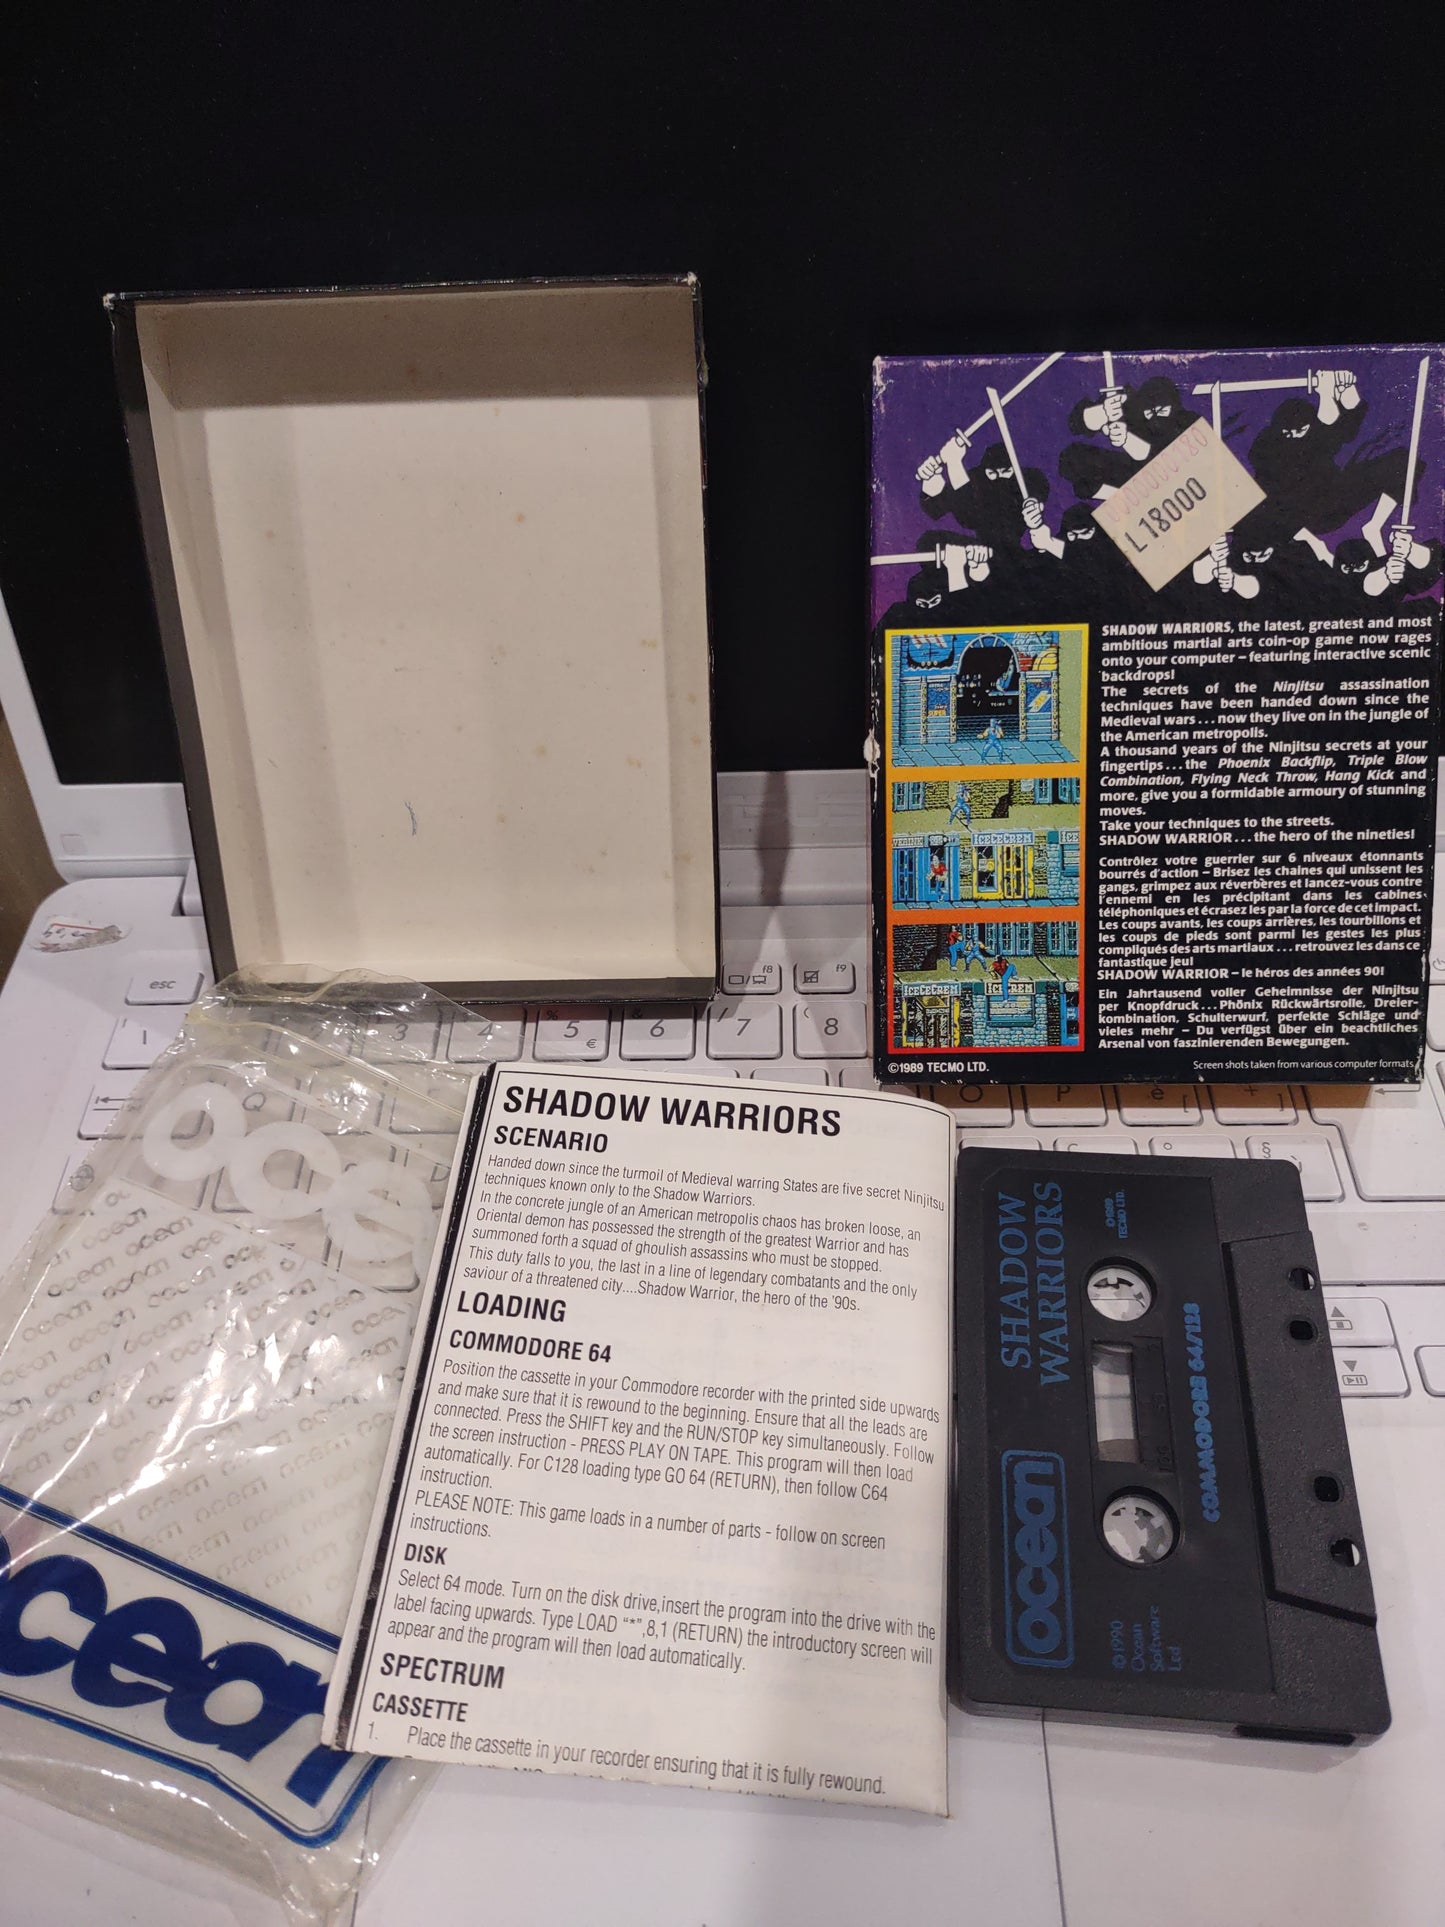 0000000180
L18000
SHADOW WARRIORS, the latest, greatest and most
ambitious martial arts coin-op game now rages
onto your computer – featuring interactive scenic
backdrops!
The secrets of the Ninjitsu assassination
techniques have been handed down since the
Medieval wars . . . now they live on in the jungle of
the American metropolis.
A thousand years of the Ninjitsu secrets at your
fingertips . . . the Phoenix Backflip, Triple Blow
Combination, Flying Neck Throw, Hang Kick and
more, give you a formidable armoury of stunning
moves.
Take your techniques to the streets.
SHADOW WARRIOR . . . the hero of the nineties!
Contrôlez votre guerrier sur 6 niveaux étonnants
bourrés d'action – Brisez les chaines qui unissent les
gangs, grimpez aux réverbères et lancez-vous contre
l'ennemi en les précipitant dans les cabines
téléphoniques et écrasez les par la force de cet impact.
Les coups avants, les coups arrières, les tourbillons et
les coups de pieds sont parmi les gestes les plus
compliqués des arts martiaux . . . retrouvez les dans ce
fantastique jeu!
SHADOW WARRIOR – le héros des années 90!
Ein Jahrtausend voller Geheimnisse der Ninjitsu
per Knopfdruck . . . Phönix Rückwärtsrolle, Dreier-
kombination, Schulterwurf, perfekte Schläge und
vieles mehr – Du verfügst über ein beachtliches
Arsenal von faszinierenden Bewegungen.
ICECECREM
ICECECREM
©1989 TECMO LTD.
Screen shots taken from various computer formats
esc
f8
f9
1
3
4
%
5
€
&
6
/
7
8
Q
P
SHADOW WARRIORS
SCENARIO
Handed down since the turmoil of Medieval warring States are five secret Ninjitsu
techniques known only to the Shadow Warriors.
In the concrete jungle of an American metropolis chaos has broken loose, an
Oriental demon has possessed the strength of the greatest Warrior and has
summoned forth a squad of ghoulish assassins who must be stopped.
This duty falls to you, the last in a line of legendary combatants and the only
saviour of a threatened city....Shadow Warrior, the hero of the '90s.
LOADING
COMMODORE 64
Position the cassette in your Commodore recorder with the printed side upwards
and make sure that it is rewound to the beginning. Ensure that all the leads are
connected. Press the SHIFT key and the RUN/STOP key simultaneously. Follow
the screen instruction - PRESS PLAY ON TAPE. This program will then load
automatically. For C128 loading type GO 64 (RETURN), then follow C64
instruction.
PLEASE NOTE: This game loads in a number of parts - follow on screen
instructions.
DISK
Select 64 mode. Turn on the disk drive,insert the program into the drive with the
label facing upwards. Type LOAD "*",8,1 (RETURN) the introductory screen will
appear and the program will then load automatically.
SPECTRUM
CASSETTE
1. Place the cassette in your recorder ensuring that it is fully rewound.
SHADOW
WARRIORS
©1989
TECMO LTD.
COMMODORE 64/128
ocean
©1990
Ocean
Software
Ltd
ocean
ocean